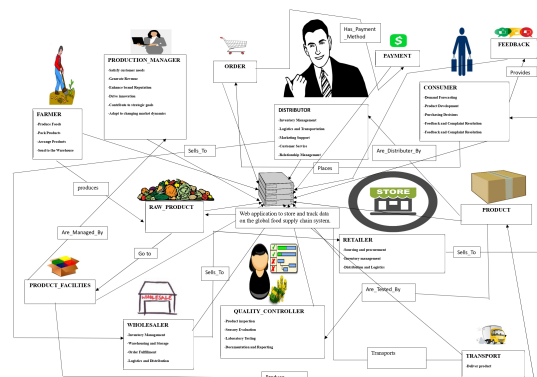 PRODUCTION_MANAGER
-Satisfy customer needs
-Generate Revenue
-Enhance brand Reputation
-Drive innovation
-Contribute to strategic goals
-Adapt to changing market dynamics
ORDER
Has_Payment
_Method
$
PAYMENT
FEEDBACK
Provides
CONSUMER
-Demand Forecasting
-Product Development
-Purchasing Decisions
-Feedback and Complaint Resolution
-Feedback and Complaint Resolution
FARMER
-Produce Foods
-Pack Products
-Arrange Products
-Send to the Warehouse
DISTRIBUTOR
-Inventory Management
-Logistics and Transportation
-Marketing Support
-Customer Service
-Relationship Management
Sells_To
Are_Distributer_By
Places
produces
RAW_PRODUCT
STORE
PRODUCT
Web application to store and track data
on the global food supply chain system.
Are_Managed_By
Go to
RETAILER
-Sourcing and procurement
-Inventory management
-Distribution and Logistic
Sells_To
Sells_To
PRODUCT_FACILTIES
WHOLESALE
Are_Tested_By
QUALITY_CONTROLLER
-Product inspection
-Sensory Evaluation
-Laboratory Testing
-Documentation and Reporting
WHOLESALER
-Inventory Management
-Warehousing and Storage
-Order Fulfillment
-Logistics and Distribution
Transports
TRANSPORT
-Deliver product